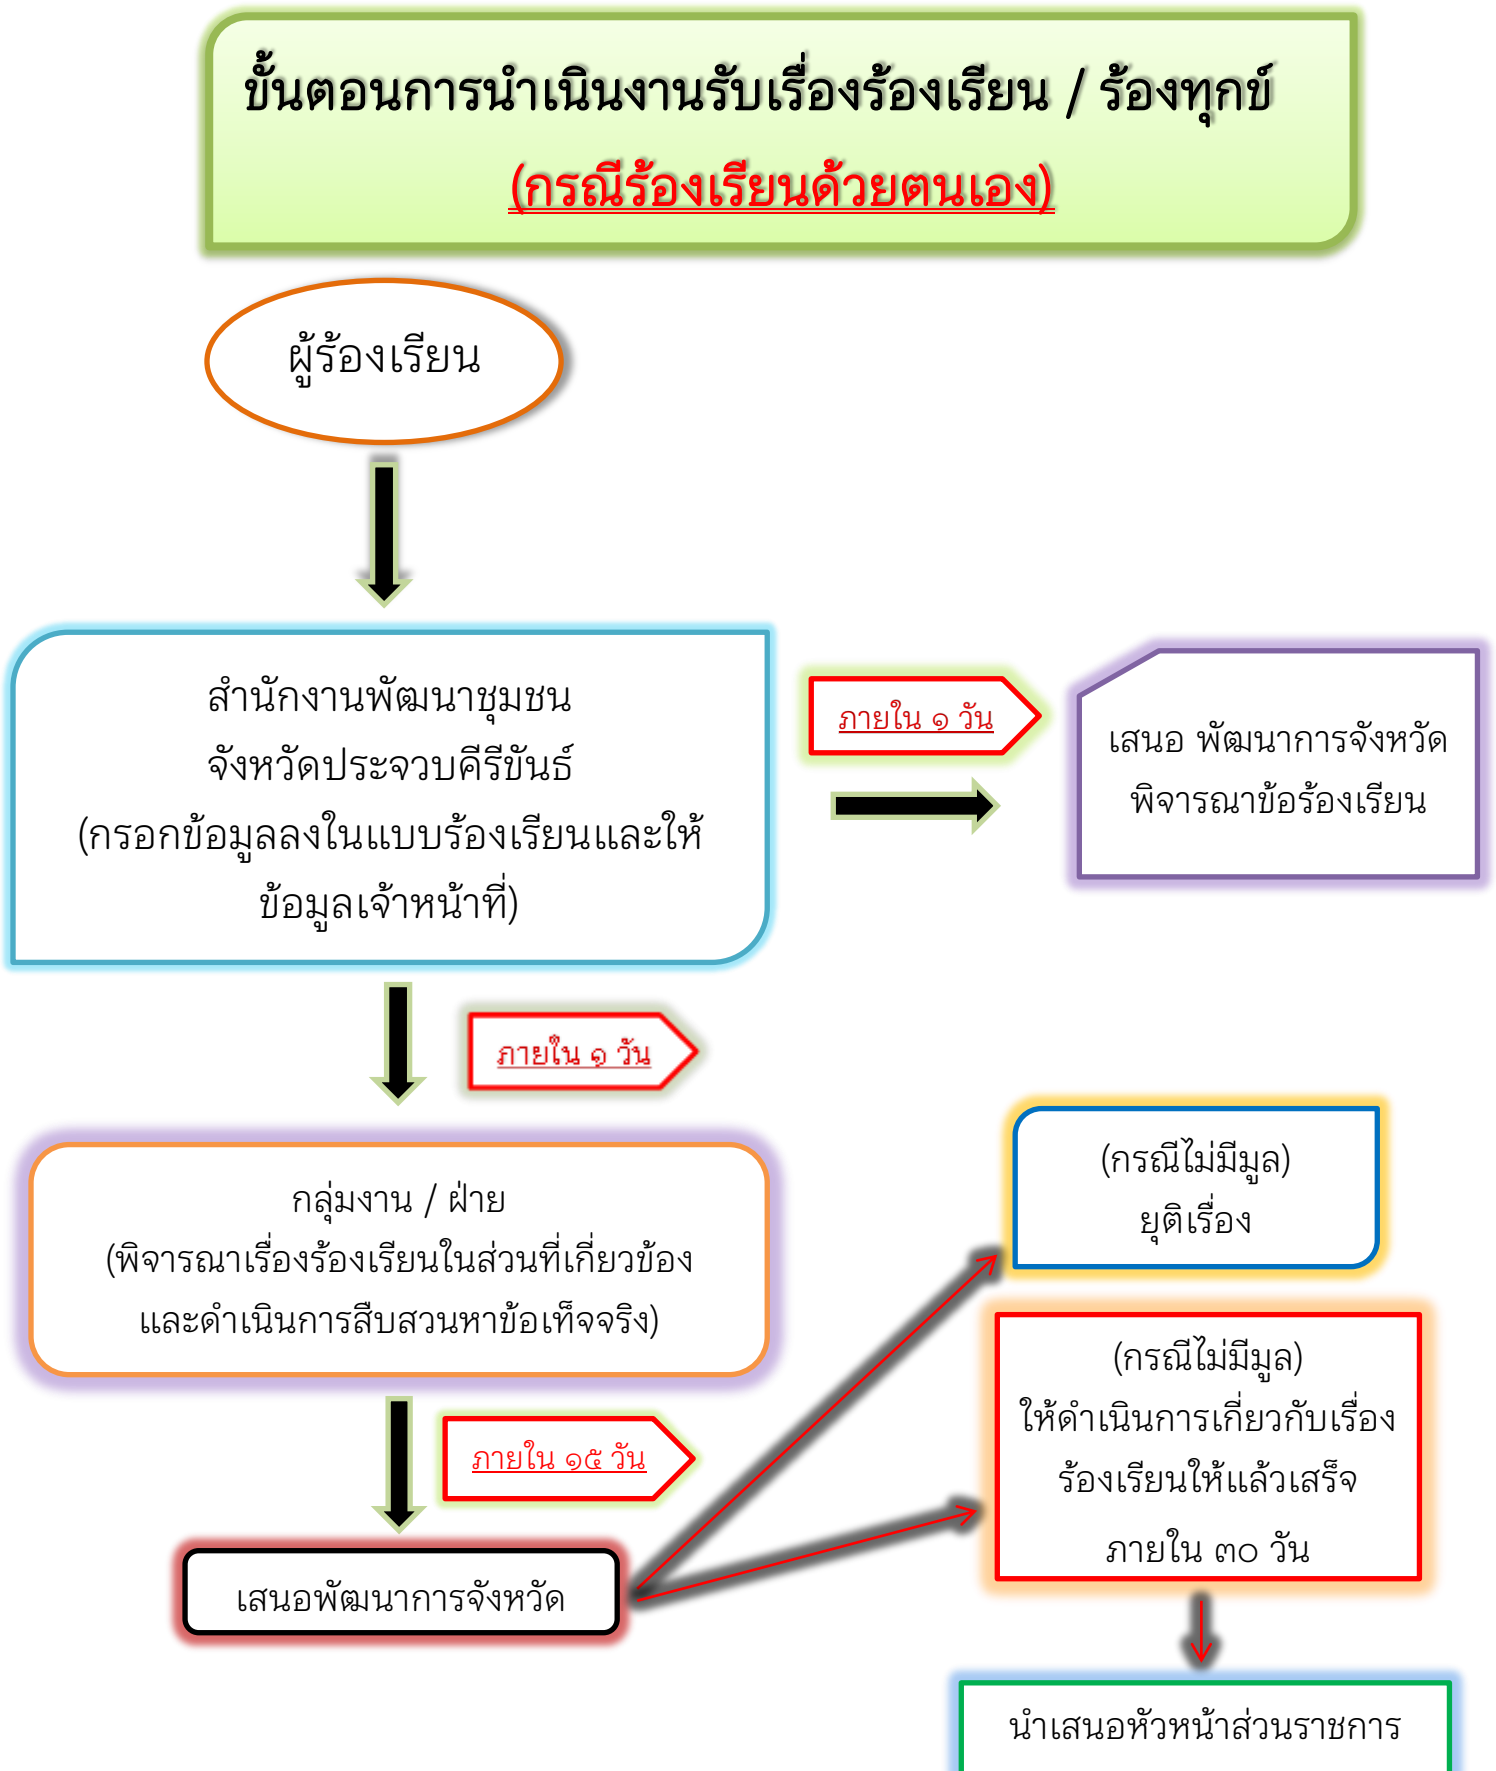 ขั้นตอนการนำเนินงานรับเรื่องร้องเรียน / ร้องทุกข์
(กรณีร้องเรียนด้วยตนเอง)
ผู้ร้องเรียน
สำนักงานพัฒนาชุมชน
จังหวัดประจวบคีรีขันธ์
(กรอกข้อมูลลงในแบบร้องเรียนและให้
ข้อมูลเจ้าหน้าที่)
ภายใน ๑ วัน
เสนอ พัฒนาการจังหวัด
พิจารณาข้อร้องเรียน
ภายใน ๑ วัน
กลุ่มงาน / ฝ่าย
(พิจารณาเรื่องร้องเรียนในส่วนที่เกี่ยวข้อง
และดำเนินการสืบสวนหาข้อเท็จจริง)
ภายใน ๑๕ วัน
เสนอพัฒนาการจังหวัด
(กรณีไม่มีมูล)
ยุติเรื่อง
(กรณีไม่มีมูล)
ให้ดำเนินการเกี่ยวกับเรื่อง
ร้องเรียนให้แล้วเสร็จ
ภายใน ๓๐ วัน
นำเสนอหัวหน้าส่วนราชการ